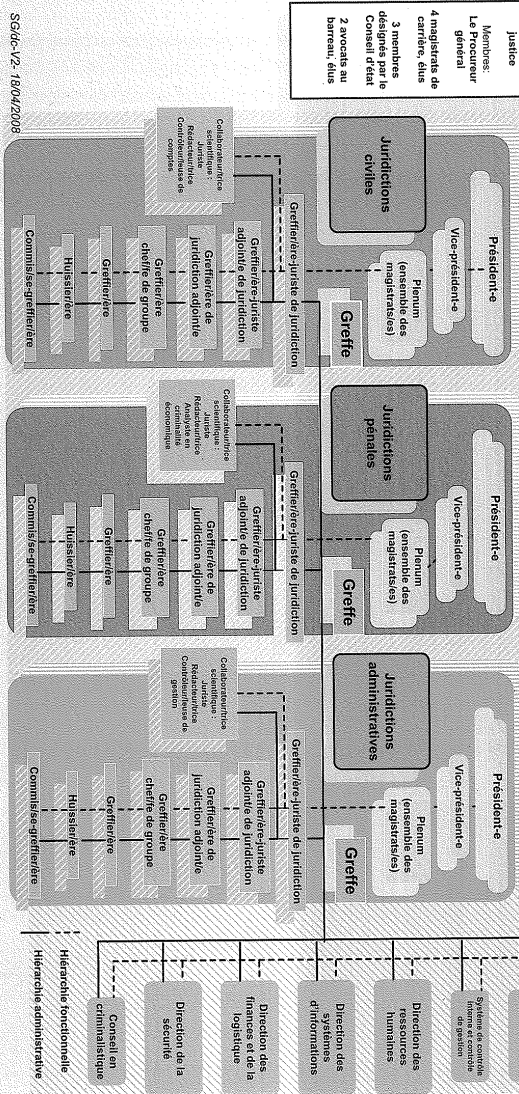 justice
Membres:
Le Procureur
général
4 magistrats de
carrière, élus
3 membres
désignés par le
Conseil d'état
2 avocats au
barreau, élus
Juridictions
civiles
Président-e
Vice-président-e
Plenum
(ensemble des
magistrats/es)
Greffe
Greffier/ère-juriste de juridiction
Collaborateur/trice
scientifique :
Juriste
Rédacteur/trice
Contrôleur/leuse de
comptes
Greffier/ère-juriste
adjoint/e de juridiction
Greffier/ère de
juridiction adjoint/e
Greffier/ère
chef/fe de groupe
Greffier/ère
Huissier/ère
Commis/se-greffier/ère
Juridictions
pénales
Président-e
Vice-président-e
Plenum
(ensemble des
magistrats/es)
Greffe
Greffier/ère-juriste de juridiction
Collaborateur/trice
scientifique :
Juriste
Rédacteur/trice
Analyste en
criminalité
économique
Greffier/ère-juriste
adjoint/e de juridiction
Greffier/ère de
juridiction adjoint/e
Greffier/ère
chef/fe de groupe
Greffier/ère
Huissier/ère
Commis/se-greffier/ère
Juridictions
administratives
Président-e
Vice-président-e
Plenum
(ensemble des
magistrats/es)
Greffe
Greffier/ère-juriste de juridiction
Collaborateur/trice
scientifique :
Juriste
Rédacteur/trice
Contrôleur/leuse de
gestion
Greffier/ère-juriste
adjoint/e de juridiction
Greffier/ère de
juridiction adjoint/e
Greffier/ère
chef/fe de groupe
Greffier/ère
Huissier/ère
Commis/se-greffier/ère
Système de contrôle
interne et contrôle
de gestion
Direction des
ressources
humaines
Direction des
systèmes
d'informations
Direction des
finances et de la
logistique
Direction de la
sécurité
Conseil en
criminalistique
Hiérarchie fonctionnelle
Hiérarchie administrative
SG/dc-V2- 18/04/2008